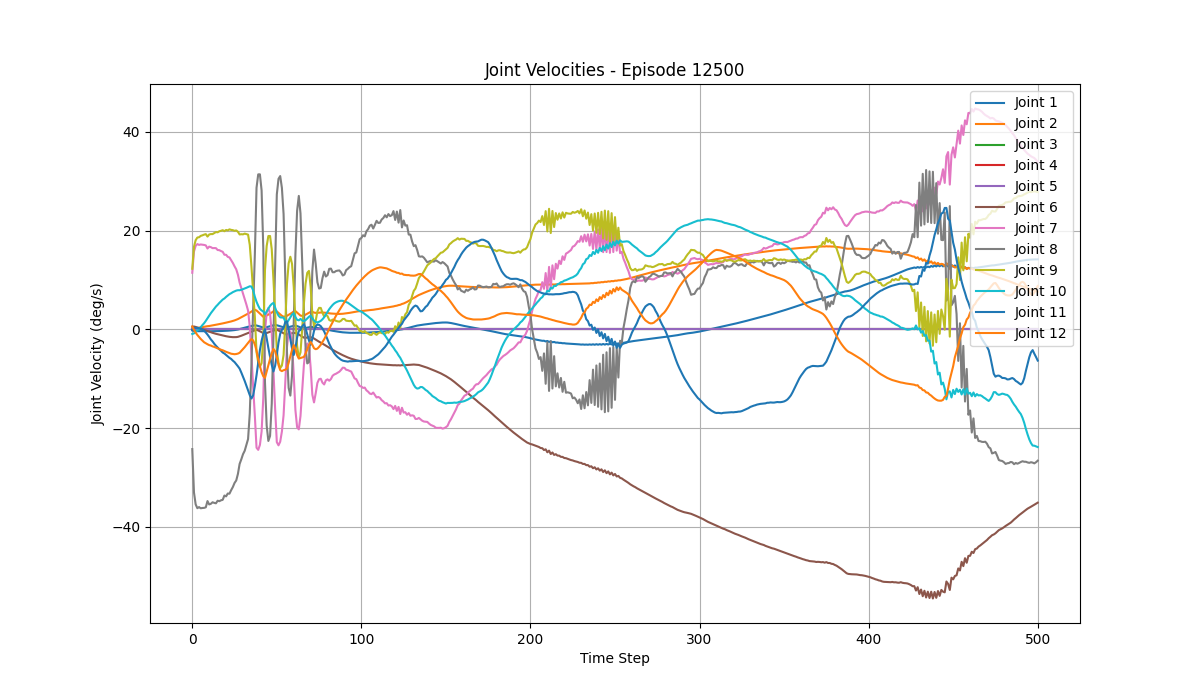 Joint Velocities - Episode 12500
Joint Velocity (deg/s)
40
20
0
−20
−40
0
100
200
300
400
500
Time Step
Joint 1
Joint 2
Joint 3
Joint 4
Joint 5
Joint 6
Joint 7
Joint 8
Joint 9
Joint 10
Joint 11
Joint 12